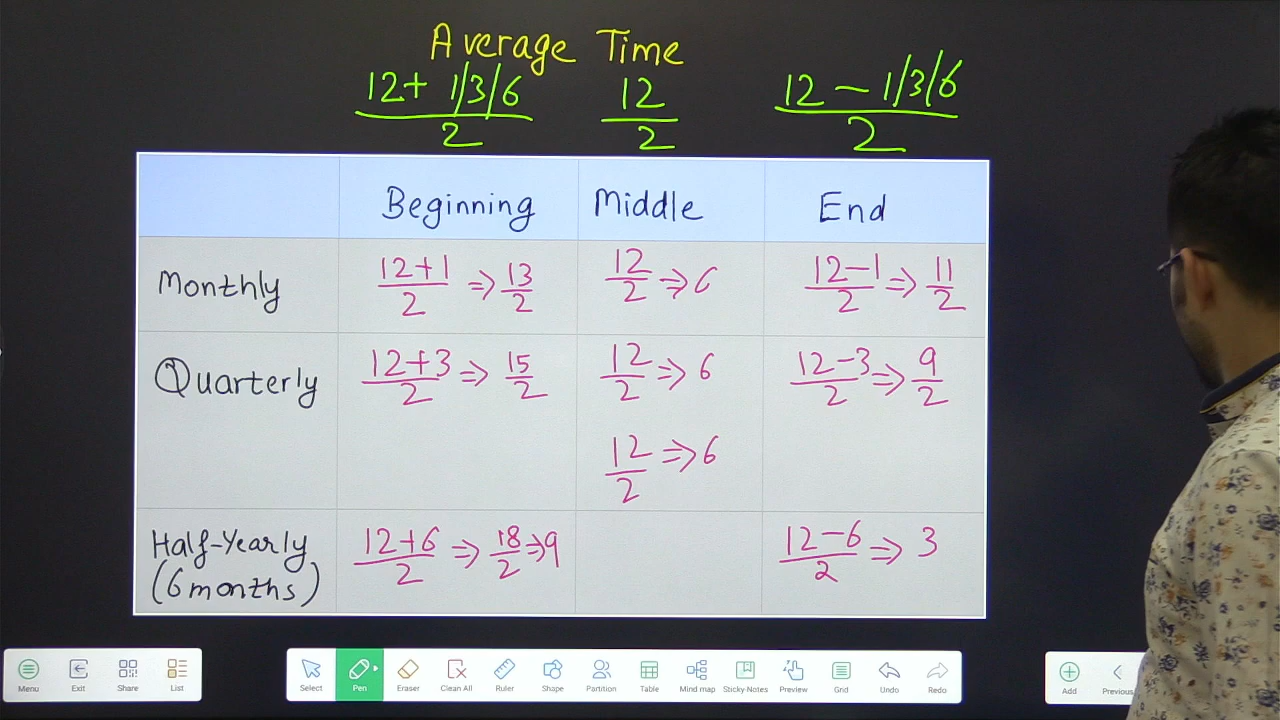 Average Time
12+1/3/6 / 2
12/2
12-1/3/6 / 2
Beginning Middle End
Monthly 12+1/2 ⇒ 13/2 12/2 ⇒ 6 12-1/2 ⇒ 11/2
Quarterly 12+3/2 ⇒ 15/2 12/2 ⇒ 6 12-3/2 ⇒ 9/2
12/2 ⇒ 6
Half-Yearly 12+6/2 ⇒ 18/2 ⇒ 9 12-6/2 ⇒ 3
(6 months)
Menu Exit Share List Select Pen Eraser Clean All Ruler Shape Partition Table Mind map Sticky-Notes Preview Grid Undo Redo Add Previous